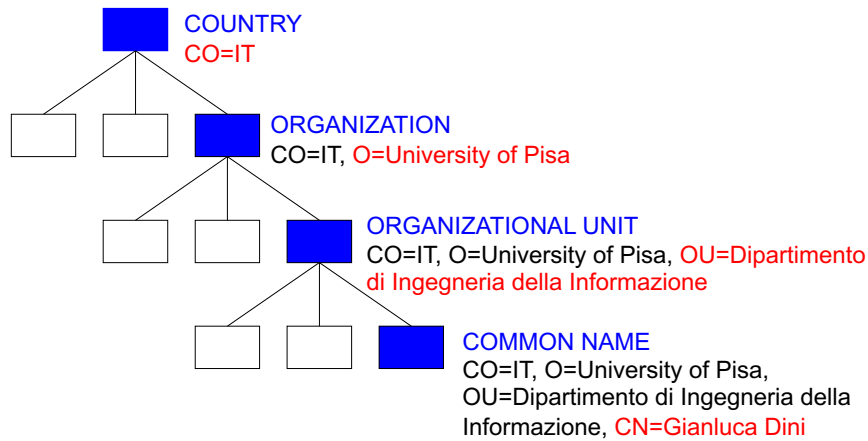 COUNTRY
CO=IT
ORGANIZATION
CO=IT, O=University of Pisa
ORGANIZATIONAL UNIT
CO=IT, O=University of Pisa, OU=Dipartimento
di Ingegneria della Informazione
COMMON NAME
CO=IT, O=University of Pisa,
OU=Dipartimento di Ingegneria della
Informazione, CN=Gianluca Dini